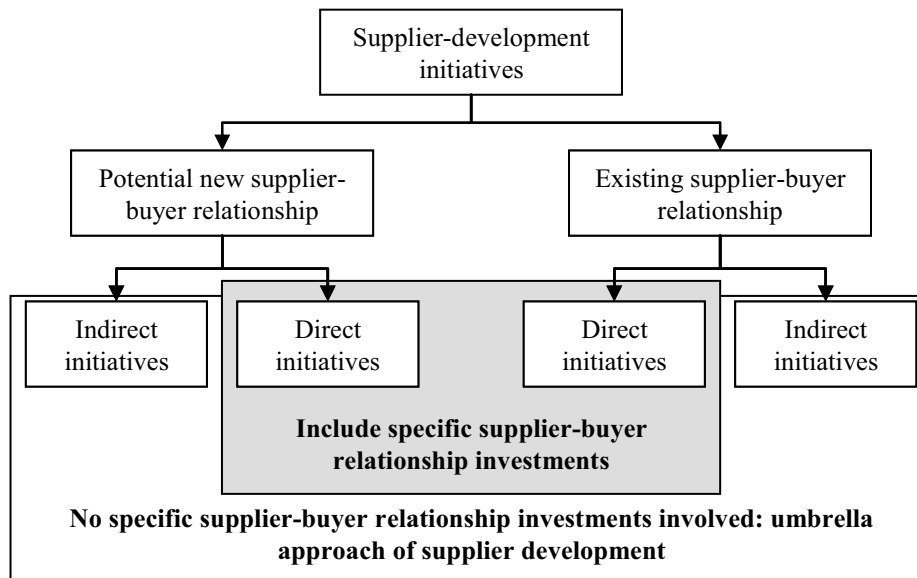 Supplier-development
initiatives
Potential new supplier-
buyer relationship
Existing supplier-buyer
relationship
Indirect
initiatives
Direct
initiatives
Direct
initiatives
Indirect
initiatives
Include specific supplier-buyer
relationship investments
No specific supplier-buyer relationship investments involved: umbrella
approach of supplier development